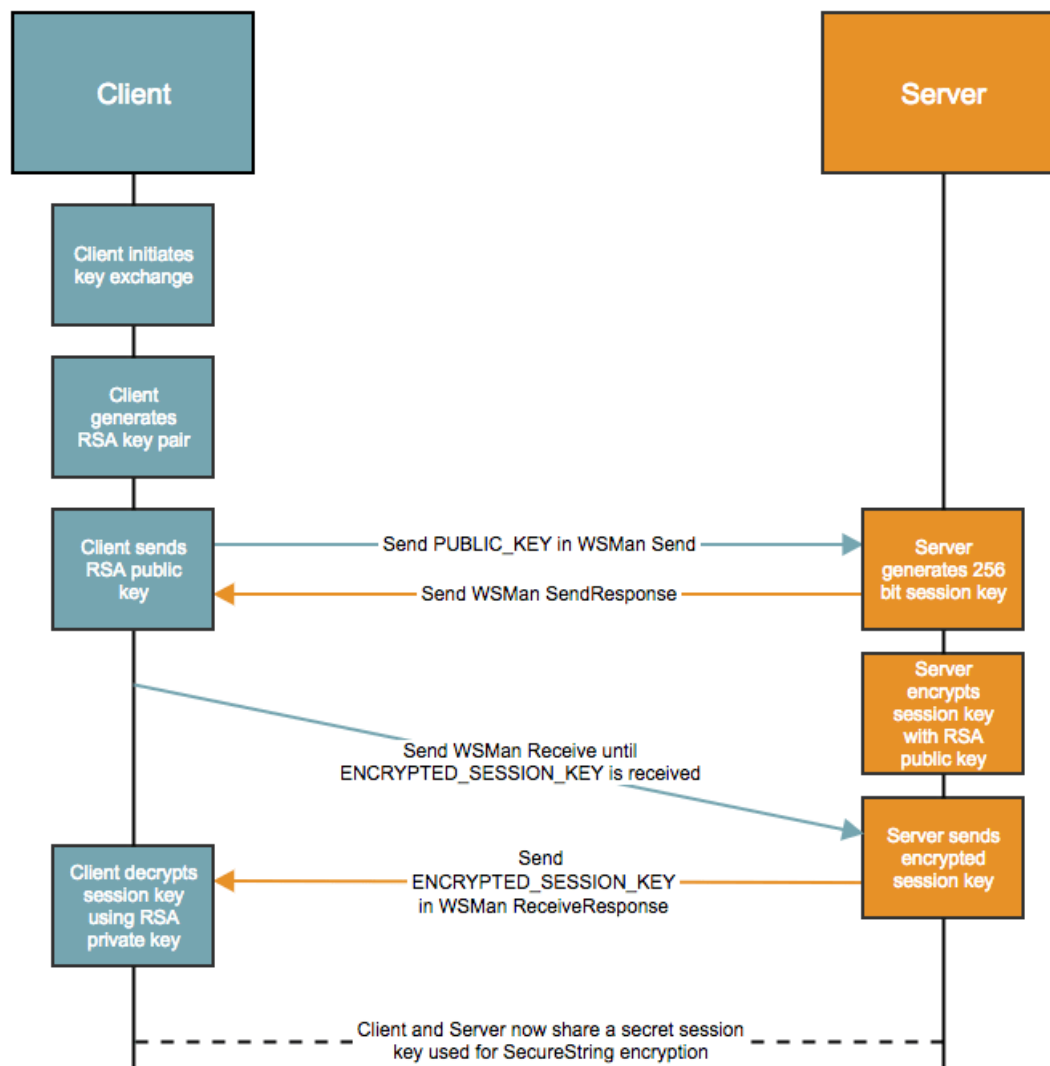 Client
Server
Client initiates
key exchange
Client
generates
RSA key pair
Client sends
RSA public
key
Send PUBLIC_KEY in WSMan Send
Send WSMan SendResponse
Server
generates 256
bit session key
Server
encrypts
session key
with RSA
public key
Send WSMan Receive until
ENCRYPTED_SESSION_KEY is received
Server sends
encrypted
session key
Send
ENCRYPTED_SESSION_KEY
in WSMan ReceiveResponse
Client decrypts
session key
using RSA
private key
Client and Server now share a secret session
key used for SecureString encryption